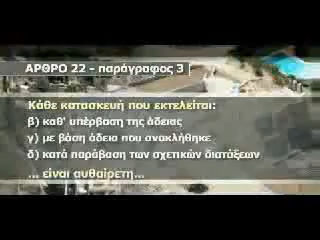 ΑΡΘΡΟ 22 - παράγραφος 3
Κάθε κατασκευή που εκτελείται:
β) καθ' υπέρβαση της άδειας
γ) με βάση άδεια που ανακλήθηκε
δ) κατά παράβαση των σχετικών διατάξεων
... είναι αυθαίρετη...